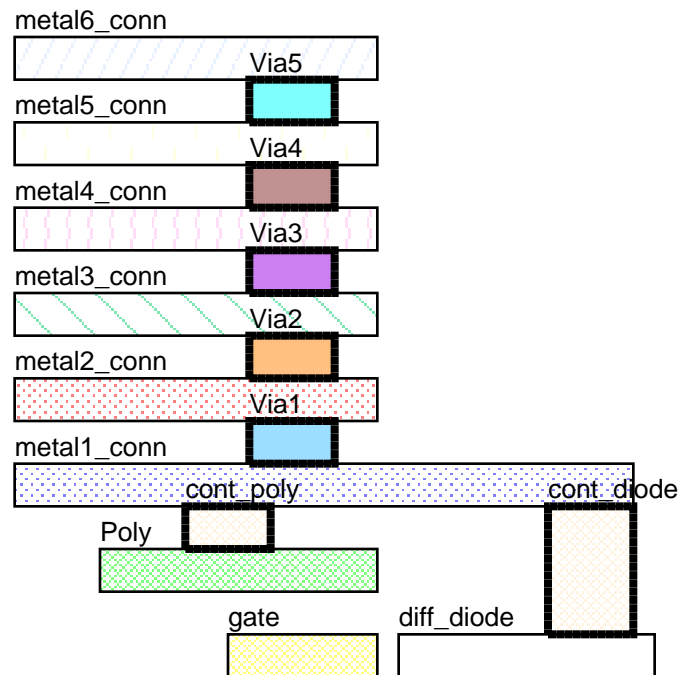 metal6_conn
Via5
metal5_conn
Via4
metal4_conn
Via3
metal3_conn
Via2
metal2_conn
Via1
metal1_conn
cont_poly
cont_diode
Poly
gate
diff_diode